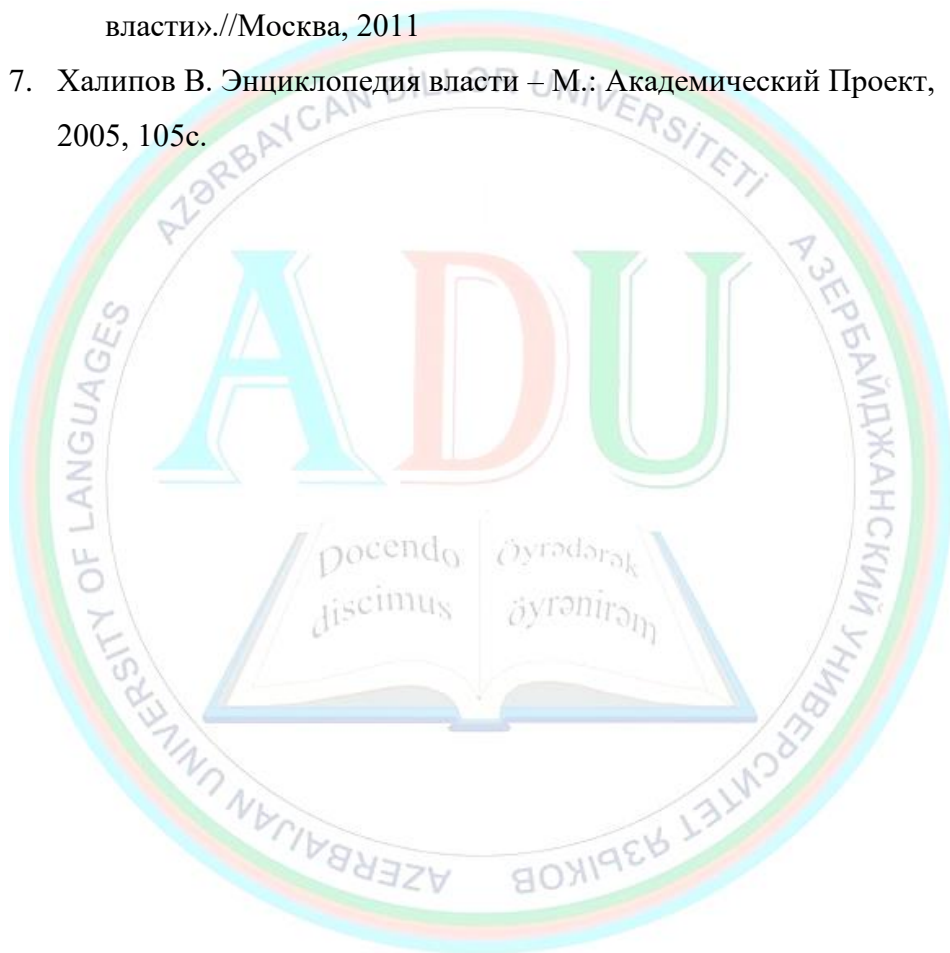 власти».//Москва, 2011
7. Халипов В. Энциклопедия власти – М.: Академический Проект,
2005, 105с.
AZƏRBAYCAN DİLLƏR UNİVERSİTETİ
АЗЕРБАЙДЖАНСКИЙ УНИВЕРСИТЕТ ЯЗЫКОВ
AZERBAIJAN UNIVERSITY OF LANGUAGES
ADU
Docendo
discimus
Öyrədərək
öyrənirəm